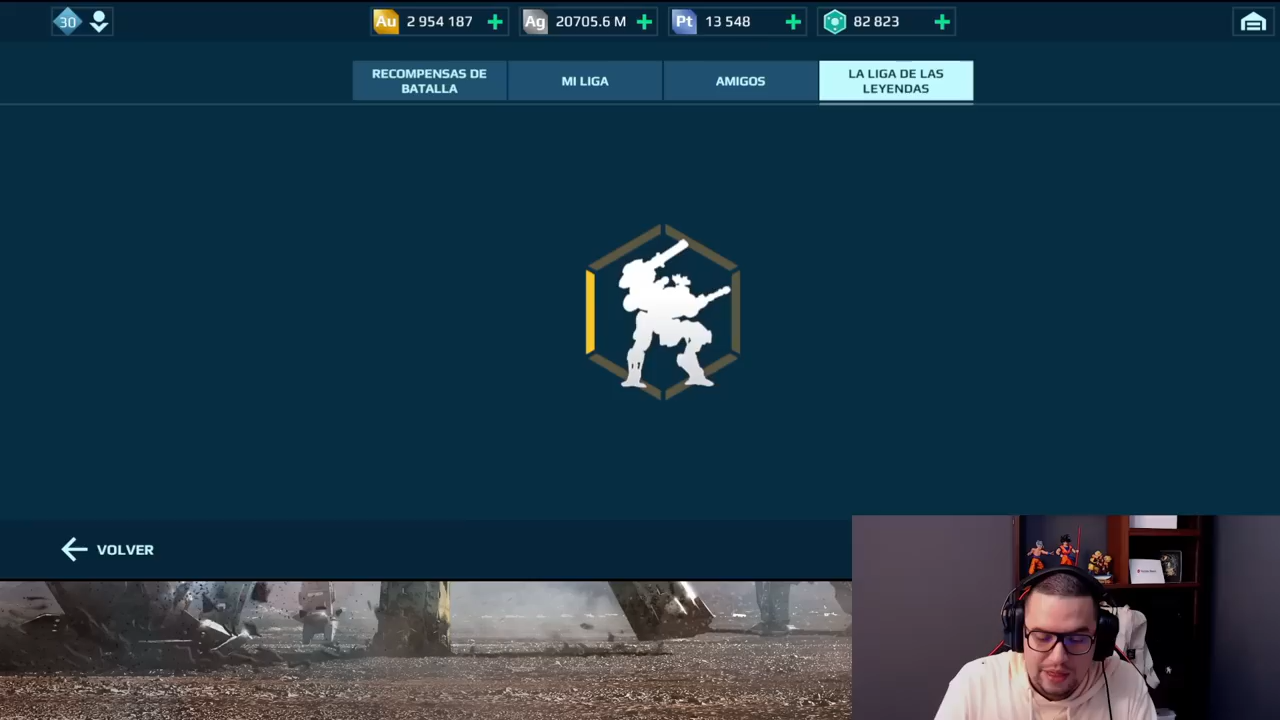 30
Au 2 954 187
Ag 20705.6 M
Pt 13 548
82 823
RECOMPENSAS DE
BATALLA
MI LIGA
AMIGOS
LA LIGA DE LAS
LEYENDAS
VOLVER